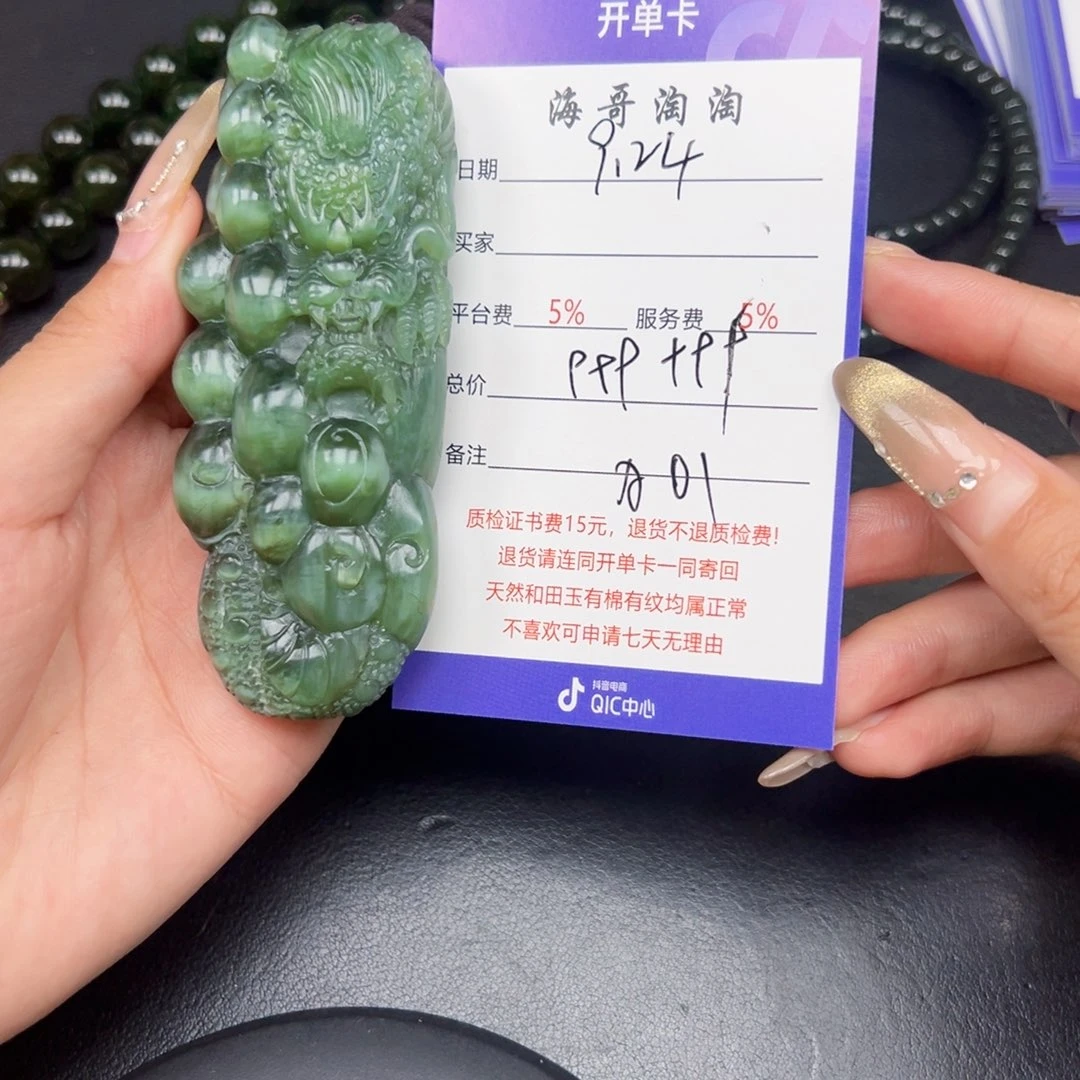 开单卡
海哥淘淘
日期 9.24
买家
平台费 5% 服务费 5%
总价
备注 01
质检证书费15元，退货不退质检费！
退货请连同开单卡一同寄回
天然和田玉有棉有纹均属正常
不喜欢可申请七天无理由
抖音电商
QIC中心